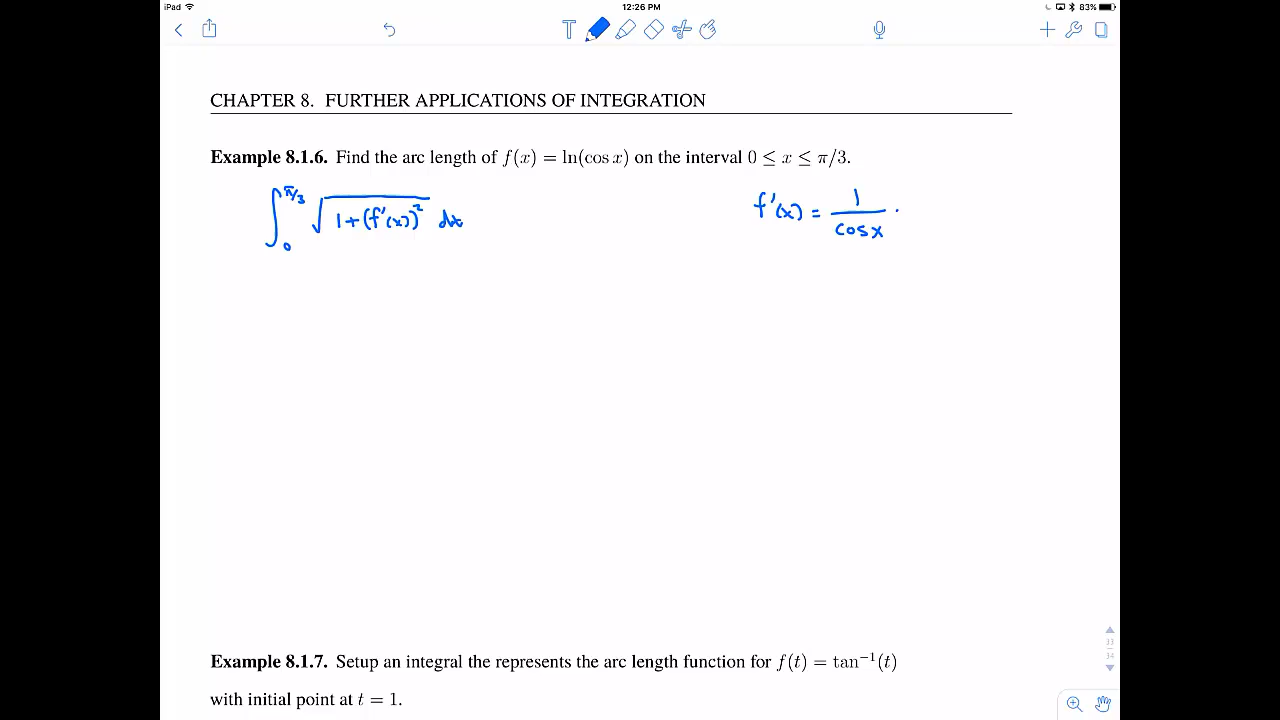 iPad 12:26 PM 83%
T
CHAPTER 8. FURTHER APPLICATIONS OF INTEGRATION
Example 8.1.6. Find the arc length of f(x) = ln(cos x) on the interval 0 ≤ x ≤ π/3.
∫₀^{π/3} √(1+(f'(x))²) dx
f'(x) = 1/cos x ·
Example 8.1.7. Setup an integral the represents the arc length function for f(t) = tan⁻¹(t)
with initial point at t = 1.
33
34